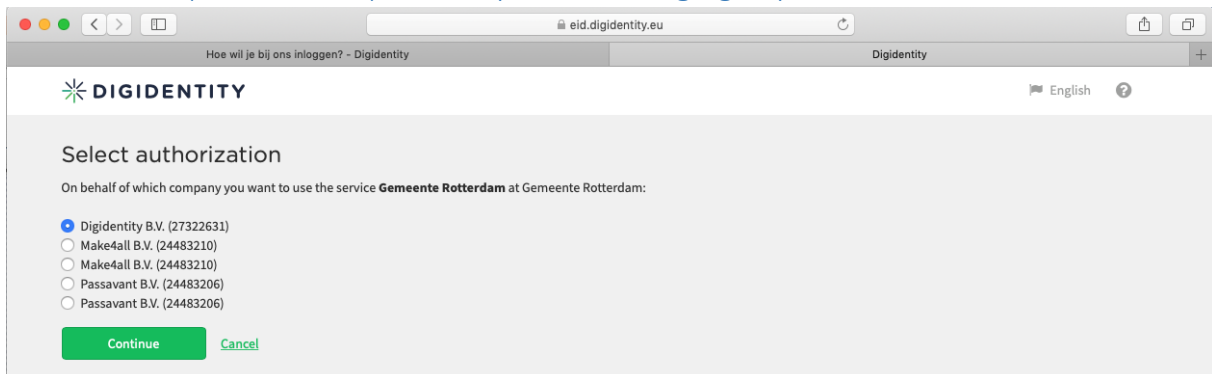 eid.digidentity.eu
Hoe wil je bij ons inloggen? - Digidentity
Digidentity
DIGIDENTITY
English
Select authorization
On behalf of which company you want to use the service Gemeente Rotterdam at Gemeente Rotterdam:
Digidentity B.V. (27322631)
Make4all B.V. (24483210)
Make4all B.V. (24483210)
Passavant B.V. (24483206)
Passavant B.V. (24483206)
Continue
Cancel